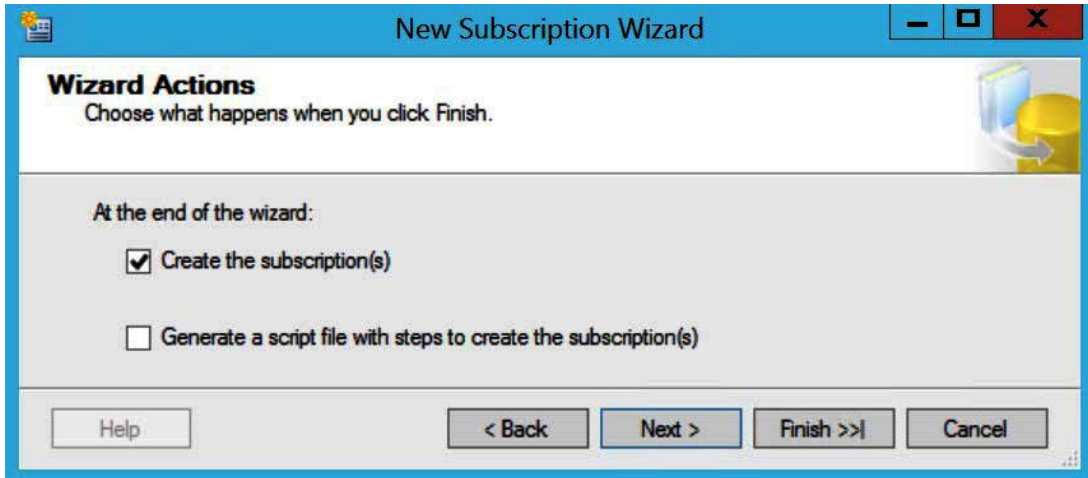 New Subscription Wizard
Wizard Actions
Choose what happens when you click Finish.
At the end of the wizard:
Create the subscription(s)
Generate a script file with steps to create the subscription(s)
Help
< Back
Next >
Finish >>|
Cancel